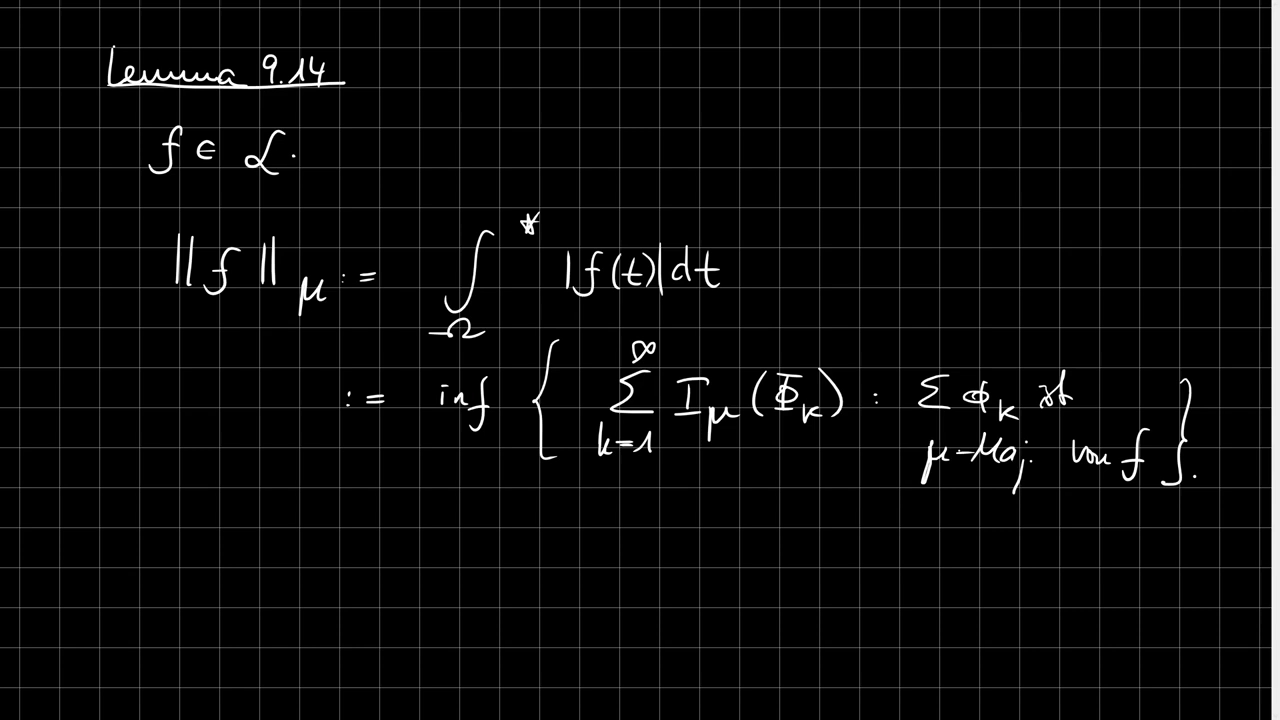 Lemma 9.14
f ∈ ℒ.
‖f‖_μ := ∫_Ω^* |f(t)| dt
:= inf { ∑_{k=1}^∞ I_μ(Φ_k) : ∑ Φ_k ist
μ-Maj. von f }.